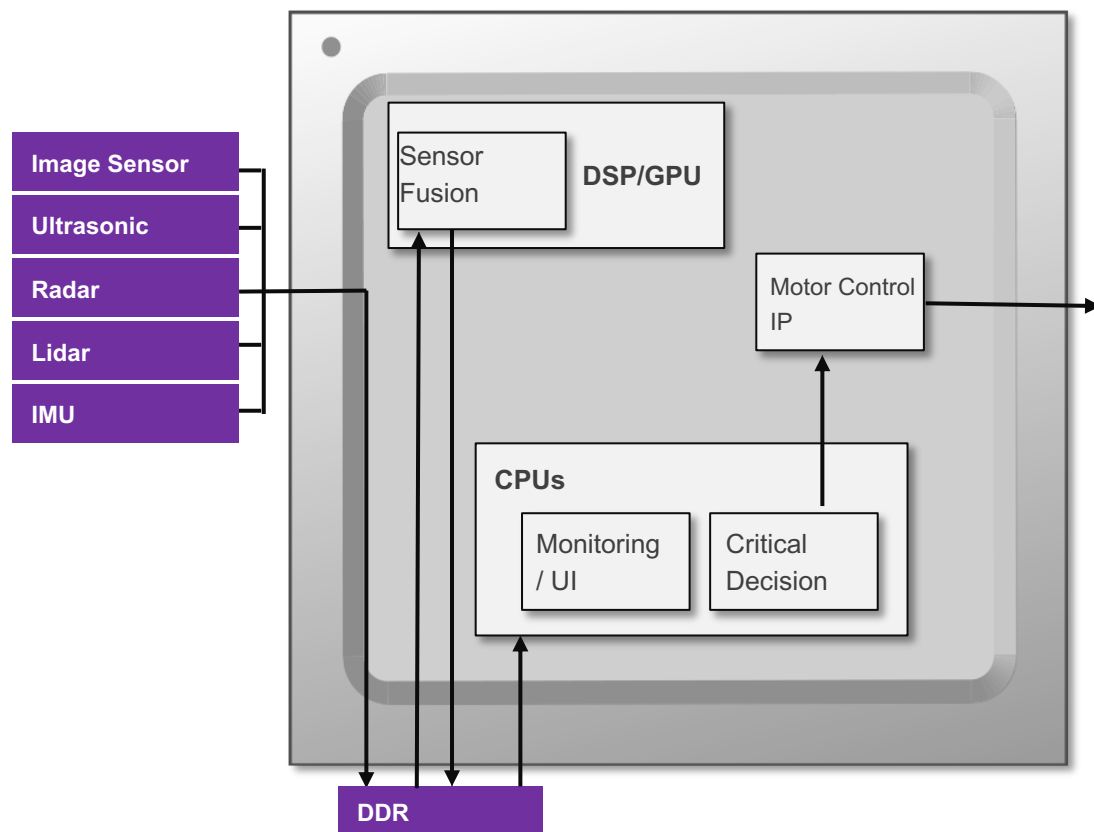 Image Sensor
Ultrasonic
Radar
Lidar
IMU
Sensor
Fusion
DSP/GPU
Motor Control
IP
CPUs
Monitoring
/ UI
Critical
Decision
DDR